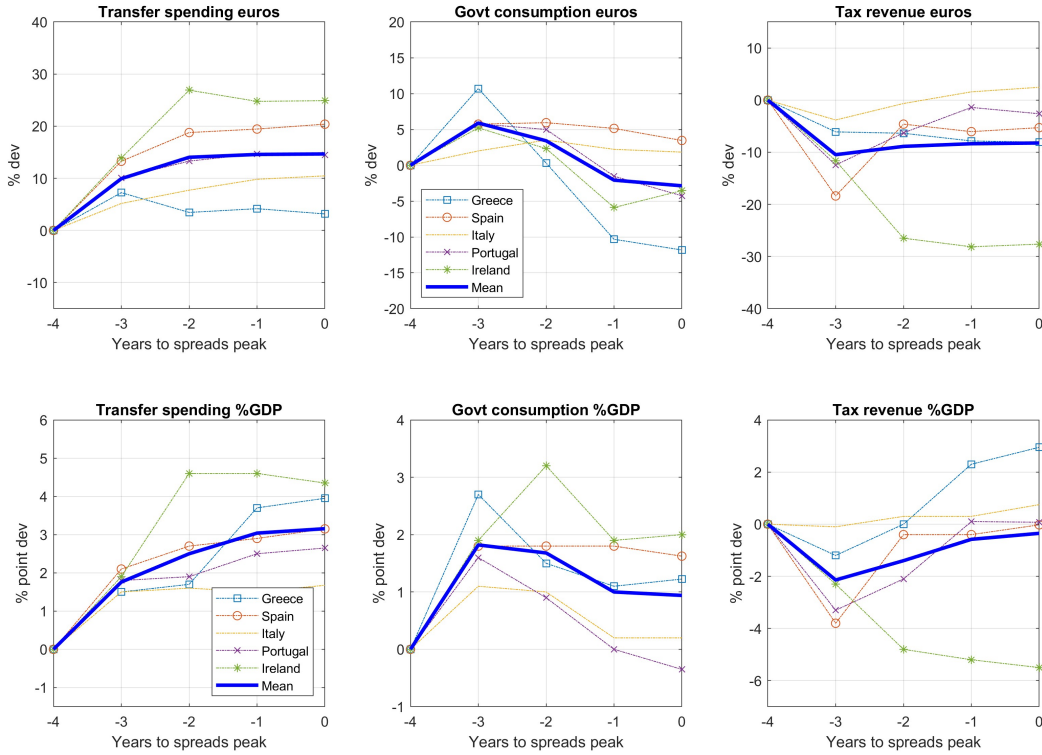 Transfer spending euros
% dev
40
30
20
10
0
-10
-4 -3 -2 -1 0
Years to spreads peak
Govt consumption euros
% dev
20
15
10
5
0
-5
-10
-15
-20
Greece
Spain
Italy
Portugal
Ireland
Mean
-4 -3 -2 -1 0
Years to spreads peak
Tax revenue euros
% dev
10
0
-10
-20
-30
-40
-4 -3 -2 -1 0
Years to spreads peak
Transfer spending %GDP
% point dev
6
5
4
3
2
1
0
-1
Greece
Spain
Italy
Portugal
Ireland
Mean
-4 -3 -2 -1 0
Years to spreads peak
Govt consumption %GDP
% point dev
4
3
2
1
0
-1
-4 -3 -2 -1 0
Years to spreads peak
Tax revenue %GDP
% point dev
4
2
0
-2
-4
-6
-4 -3 -2 -1 0
Years to spreads peak